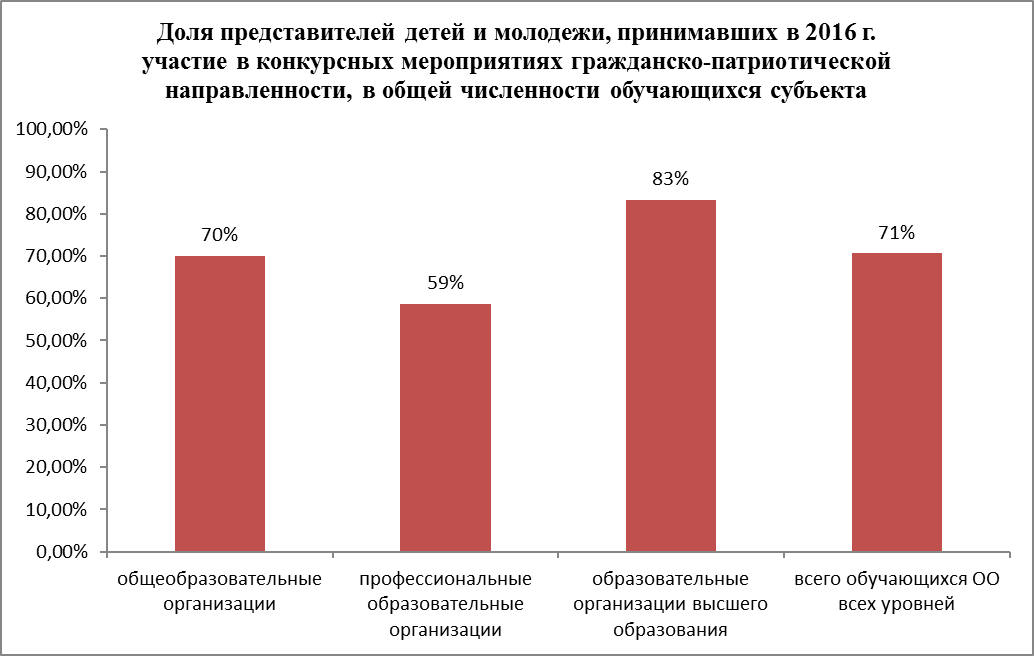 Доля представителей детей и молодежи, принимавших в 2016 г.
участие в конкурсных мероприятиях гражданско-патриотической
направленности, в общей численности обучающихся субъекта
100,00%
90,00%
80,00%
70,00%
60,00%
50,00%
40,00%
30,00%
20,00%
10,00%
0,00%
70%
59%
83%
71%
общеобразовательные
организации
профессиональные
образовательные
организации
образовательные
организации высшего
образования
всего обучающихся ОО
всех уровней